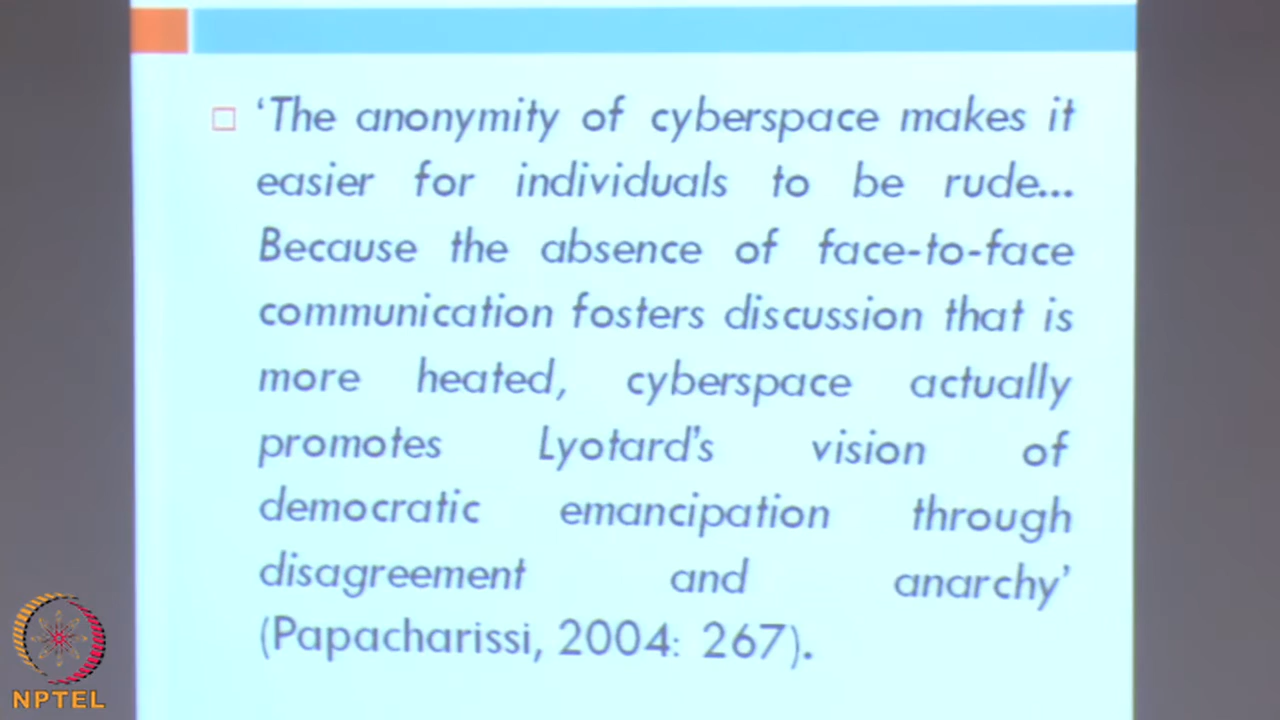 ‘The anonymity of cyberspace makes it
easier for individuals to be rude...
Because the absence of face-to-face
communication fosters discussion that is
more heated, cyberspace actually
promotes Lyotard’s vision of
democratic emancipation through
disagreement and anarchy’
(Papacharissi, 2004: 267).
NPTEL